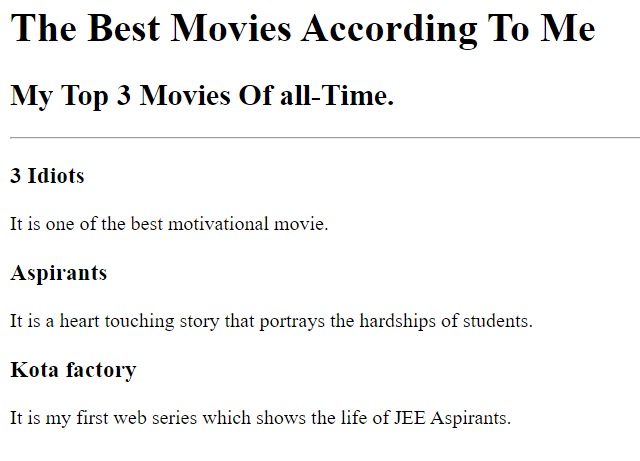 The Best Movies According To Me
My Top 3 Movies Of all-Time.
3 Idiots
It is one of the best motivational movie.
Aspirants
It is a heart touching story that portrays the hardships of students.
Kota factory
It is my first web series which shows the life of JEE Aspirants.